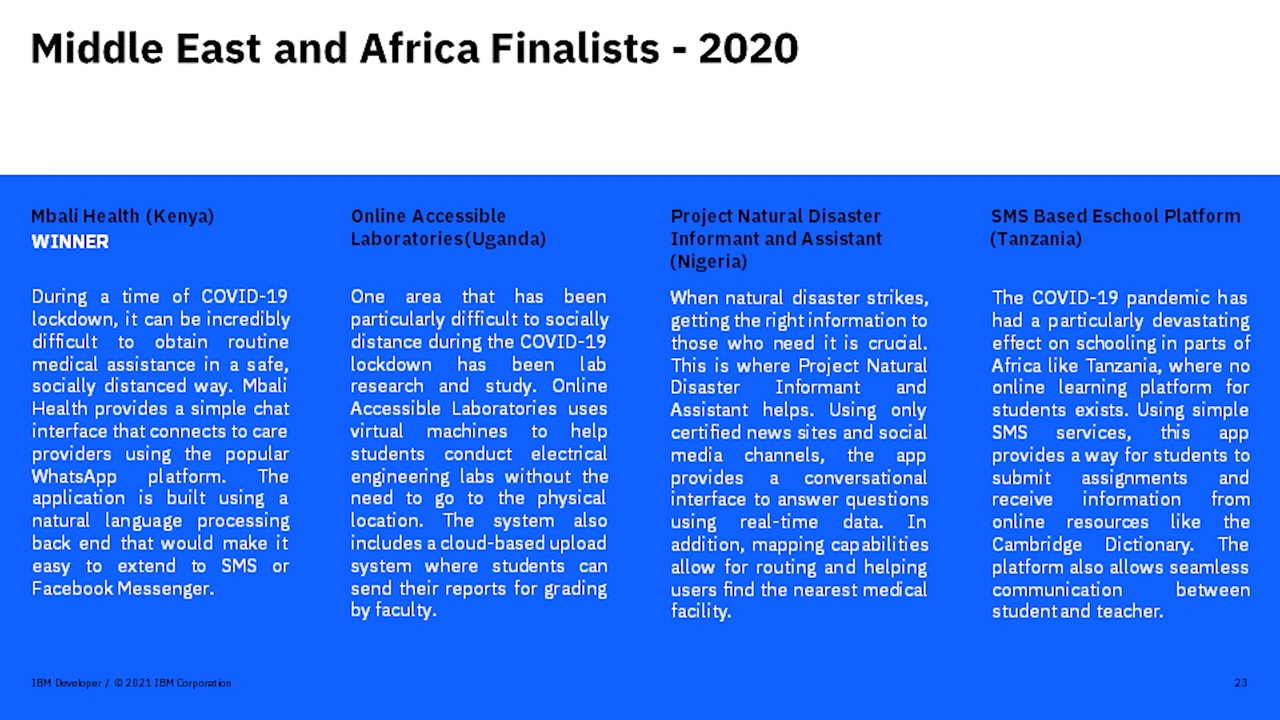 Middle East and Africa Finalists - 2020
Mbali Health (Kenya)
WINNER
During a time of COVID-19
lockdown, it can be incredibly
difficult to obtain routine
medical assistance in a safe,
socially distanced way. Mbali
Health provides a simple chat
interface that connects to care
providers using the popular
WhatsApp platform. The
application is built using a
natural language processing
back end that would make it
easy to extend to SMS or
Facebook Messenger.
Online Accessible
Laboratories(Uganda)
One area that has been
particularly difficult to socially
distance during the COVID-19
lockdown has been lab
research and study. Online
Accessible Laboratories uses
virtual machines to help
students conduct electrical
engineering labs without the
need to go to the physical
location. The system also
includes a cloud-based upload
system where students can
send their reports for grading
by faculty.
Project Natural Disaster
Informant and Assistant
(Nigeria)
When natural disaster strikes,
getting the right information to
those who need it is crucial.
This is where Project Natural
Disaster Informant and
Assistant helps. Using only
certified news sites and social
media channels, the app
provides a conversational
interface to answer questions
using real-time data. In
addition, mapping capabilities
allow for routing and helping
users find the nearest medical
facility.
SMS Based Eschool Platform
(Tanzania)
The COVID-19 pandemic has
had a particularly devastating
effect on schooling in parts of
Africa like Tanzania, where no
online learning platform for
students exists. Using simple
SMS services, this app
provides a way for students to
submit assignments and
receive information from
online resources like the
Cambridge Dictionary. The
platform also allows seamless
communication between
student and teacher.
IBM Developer / © 2021 IBM Corporation
23